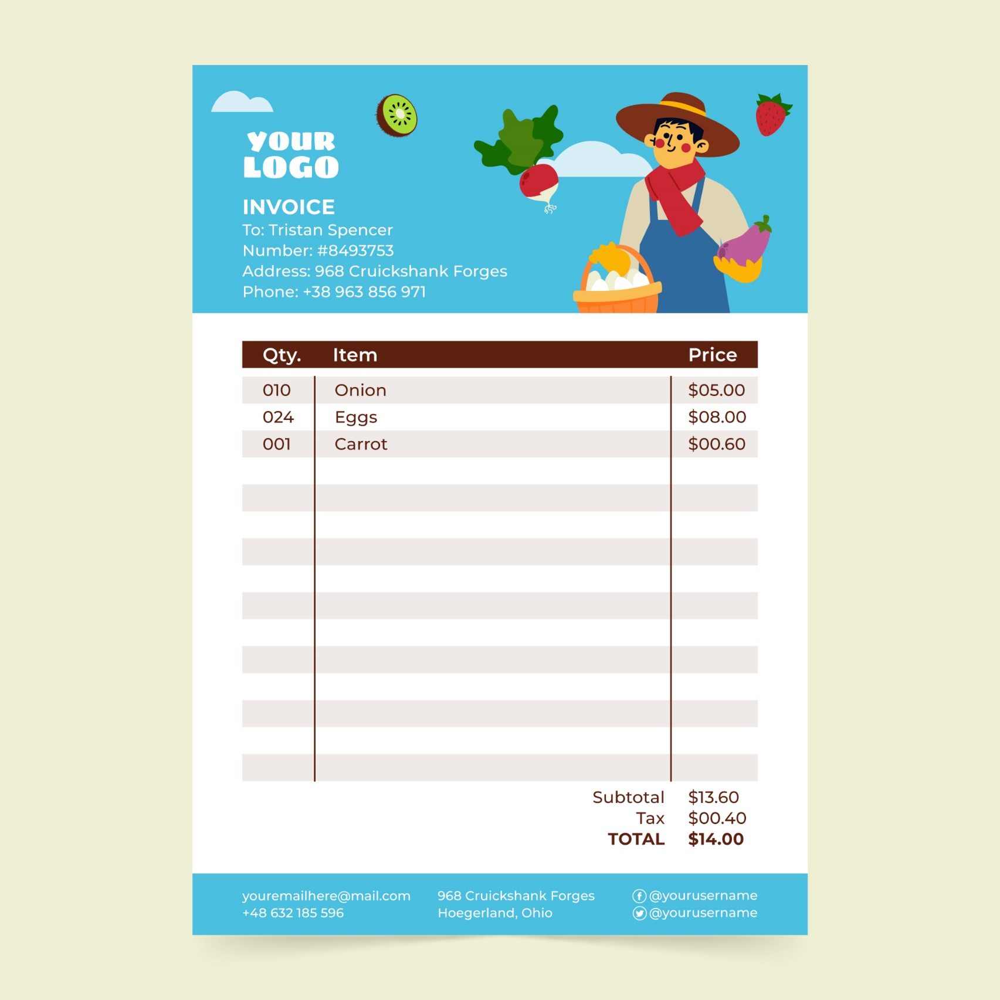 YOUR
LOGO
INVOICE
To: Tristan Spencer
Number: #8493753
Address: 968 Cruickshank Forges
Phone: +38 963 856 971
Qty. Item Price
010 Onion $05.00
024 Eggs $08.00
001 Carrot $00.60
Subtotal $13.60
Tax $00.40
TOTAL $14.00
youremailhere@mail.com 968 Cruickshank Forges @yourusername
+48 632 185 596 Hoegerland, Ohio @yourusername